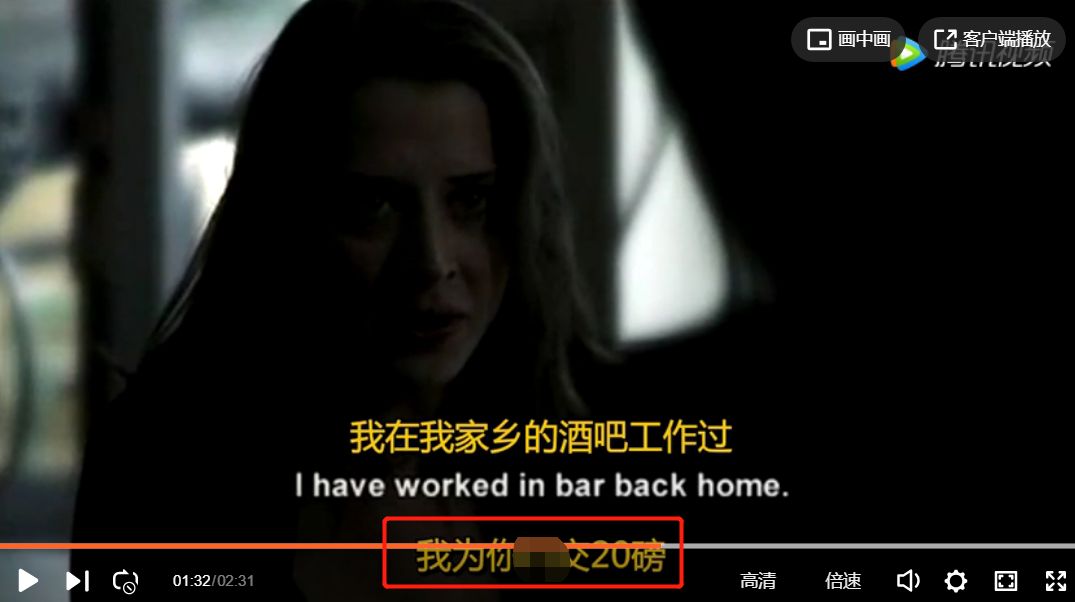 画中画
客户端播放
腾讯视频
我在我家乡的酒吧工作过
I have worked in bar back home.
我为你 交20磅
01:32/02:31
高清
倍速